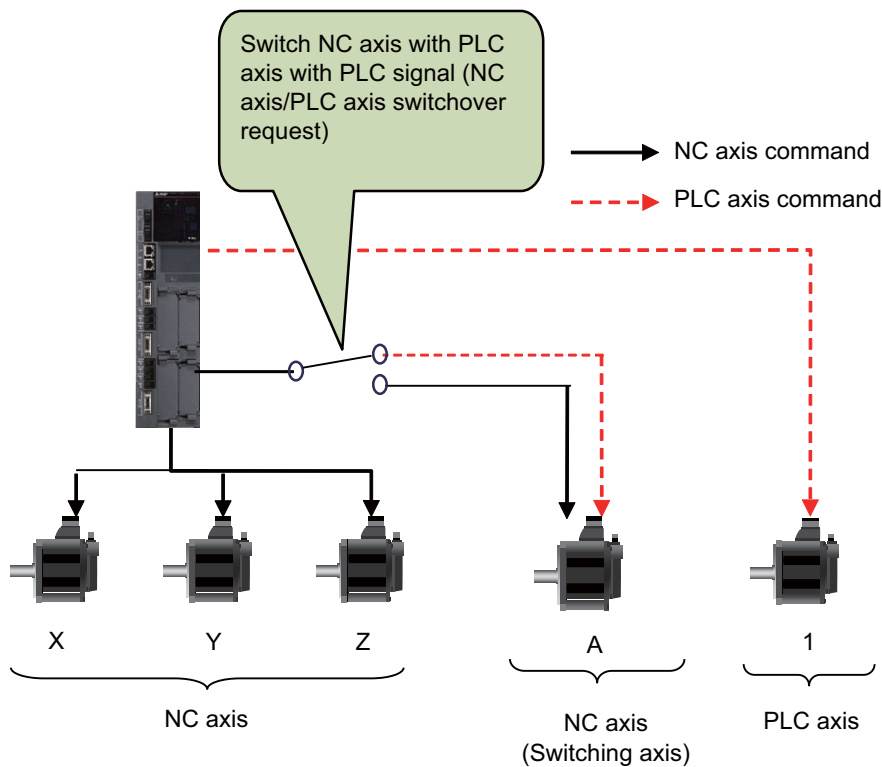 Switch NC axis with PLC
axis with PLC signal (NC
axis/PLC axis switchover
request)
NC axis command
PLC axis command
X
Y
Z
A
1
NC axis
NC axis
(Switching axis)
PLC axis